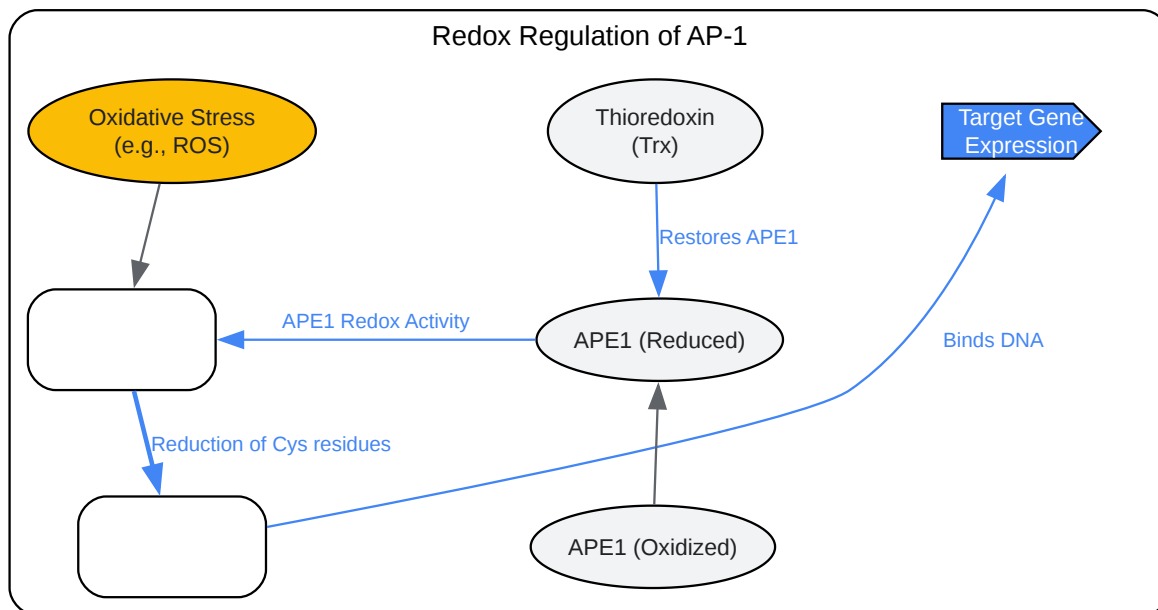 Redox Regulation of AP-1
Oxidative Stress
(e.g., ROS)
Thioredoxin
(Trx)
Target Gene
Expression
Restores APE1
APE1 Redox Activity
APE1 (Reduced)
Binds DNA
Reduction of Cys residues
APE1 (Oxidized)